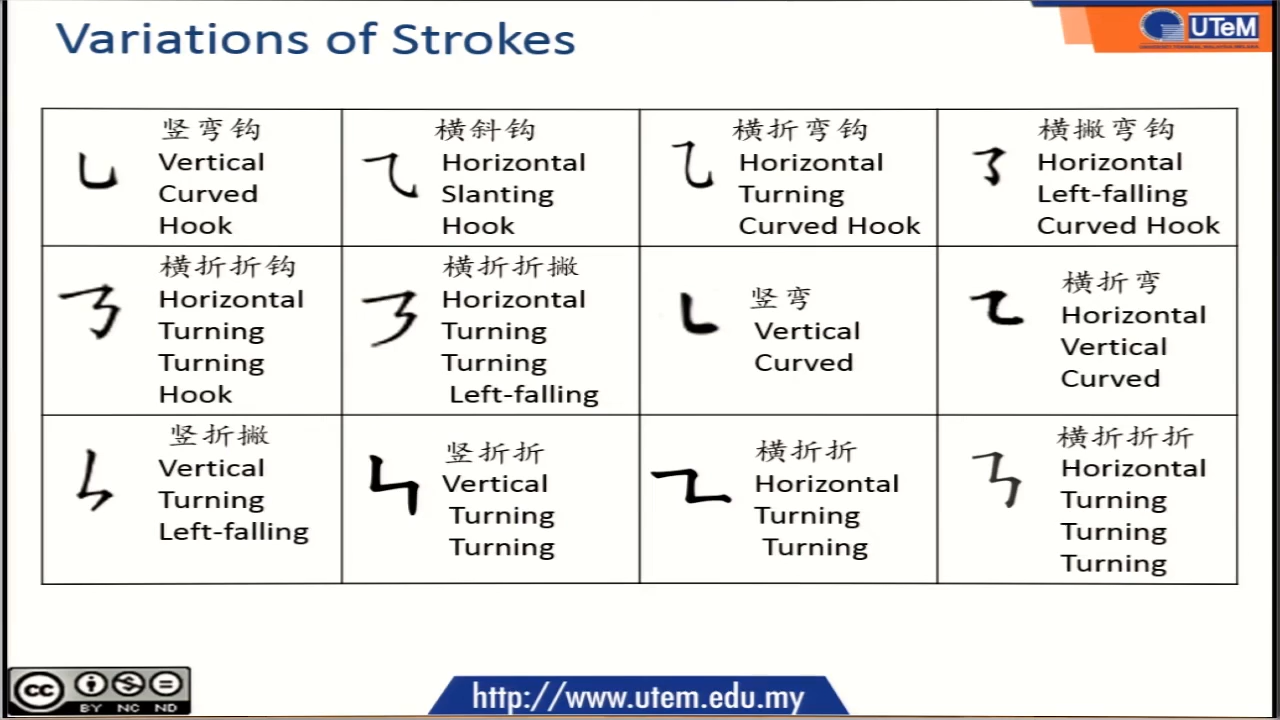 Variations of Strokes
UTeM
竖弯钩
Vertical
Curved
Hook
横斜钩
Horizontal
Slanting
Hook
横折弯钩
Horizontal
Turning
Curved Hook
横撇弯钩
Horizontal
Left-falling
Curved Hook
横折折钩
Horizontal
Turning
Turning
Hook
横折折撇
Horizontal
Turning
Turning
Left-falling
竖弯
Vertical
Curved
横折弯
Horizontal
Vertical
Curved
竖折撇
Vertical
Turning
Left-falling
竖折折
Vertical
Turning
Turning
横折折
Horizontal
Turning
Turning
横折折折
Horizontal
Turning
Turning
Turning
cc
BY NC ND
http://www.utem.edu.my